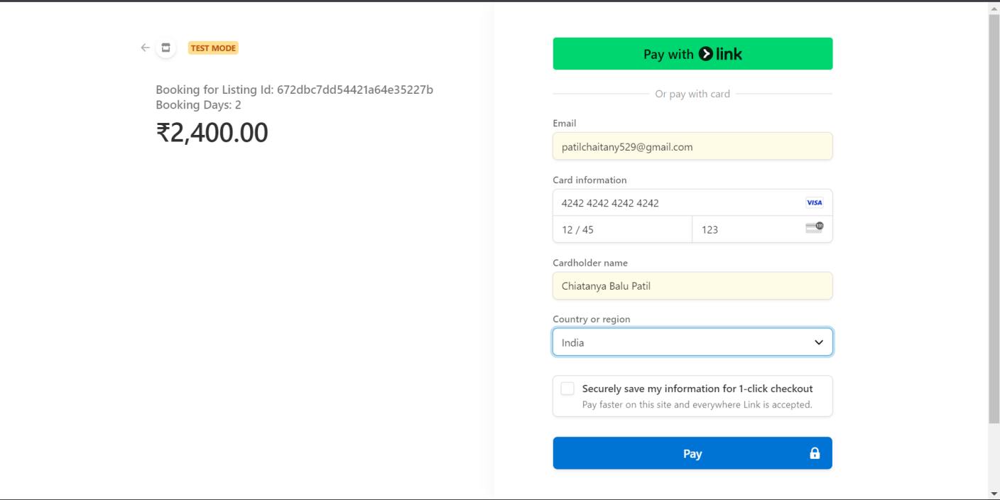 TEST MODE
Booking for Listing Id: 672dbc7dd54421a64e35227b
Booking Days: 2
₹2,400.00
Pay with link
Or pay with card
Email
patilchaitany529@gmail.com
Card information
4242 4242 4242 4242 VISA
12 / 45 123
Cardholder name
Chiatanya Balu Patil
Country or region
India
Securely save my information for 1-click checkout
Pay faster on this site and everywhere Link is accepted.
Pay